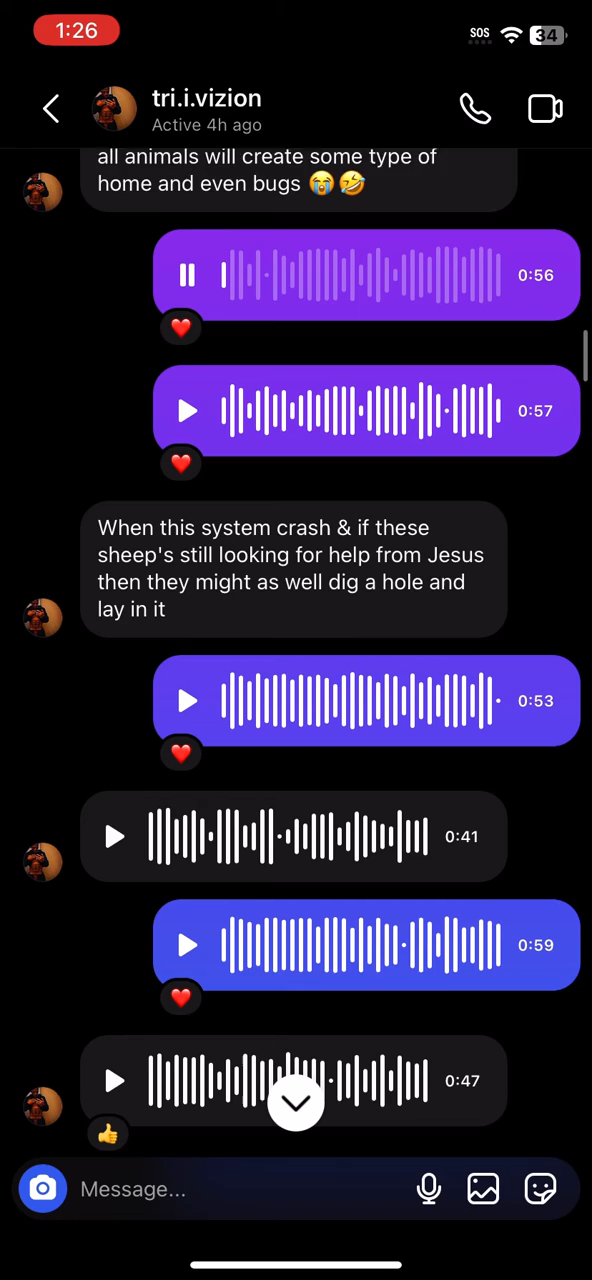 1:26
SOS
34
tri.i.vizion
Active 4h ago
all animals will create some type of
home and even bugs 😭🤣
0:56
0:57
When this system crash & if these
sheep's still looking for help from Jesus
then they might as well dig a hole and
lay in it
0:53
0:41
0:59
0:47
Message...